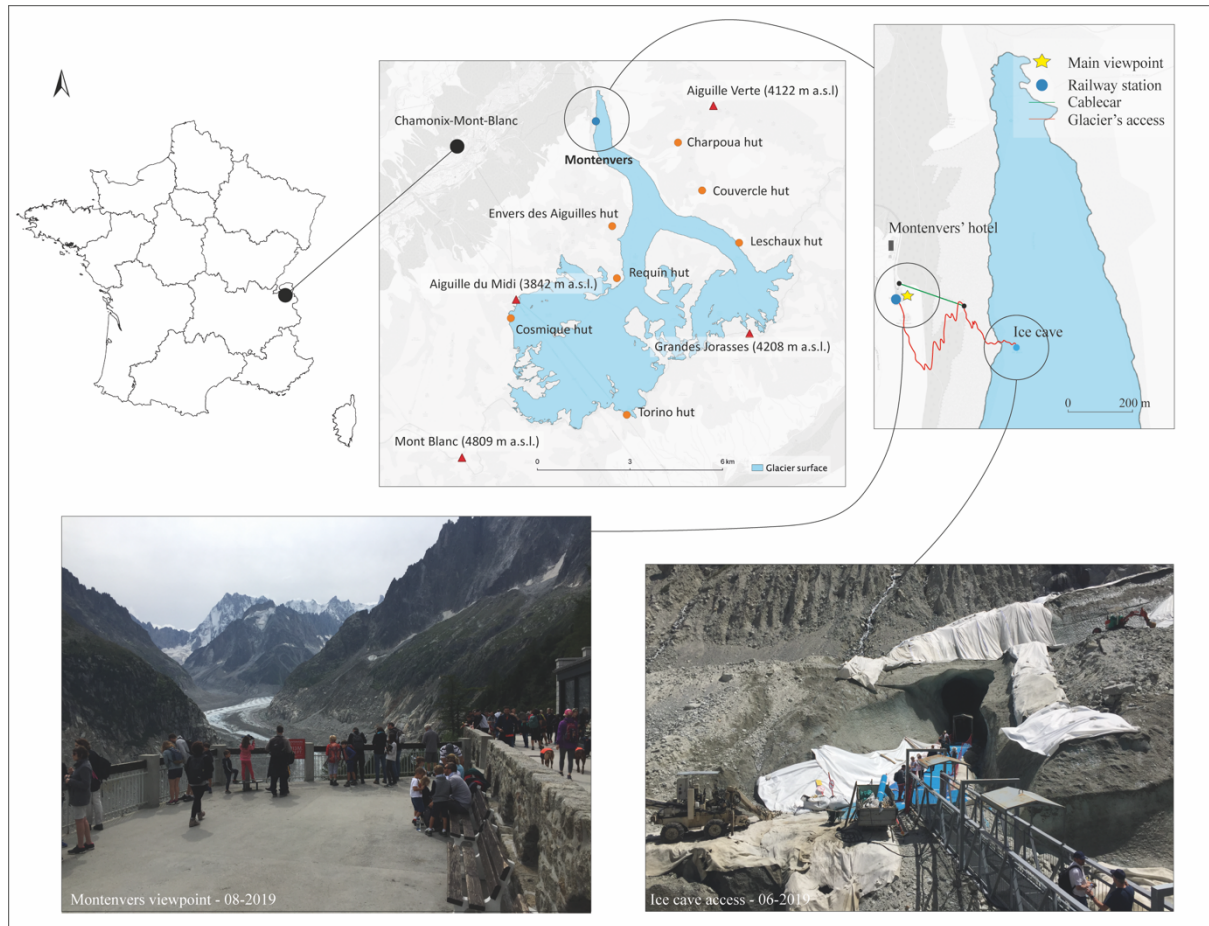 Chamonix-Mont-Blanc
Aiguille Verte (4122 m a.s.l)
Charpoua hut
Montenvers
Couvercle hut
Envers des Aiguilles hut
Leschaux hut
Requin hut
Aiguille du Midi (3842 m a.s.l.)
Cosmique hut
Grandes Jorasses (4208 m a.s.l.)
Torino hut
Mont Blanc (4809 m a.s.l.)
0 3 6 km
Glacier surface
Main viewpoint
Railway station
Cablecar
Glacier's access
Montenvers' hotel
Ice cave
0 200 m
Montenvers viewpoint - 08-2019
Ice cave access - 06-2019